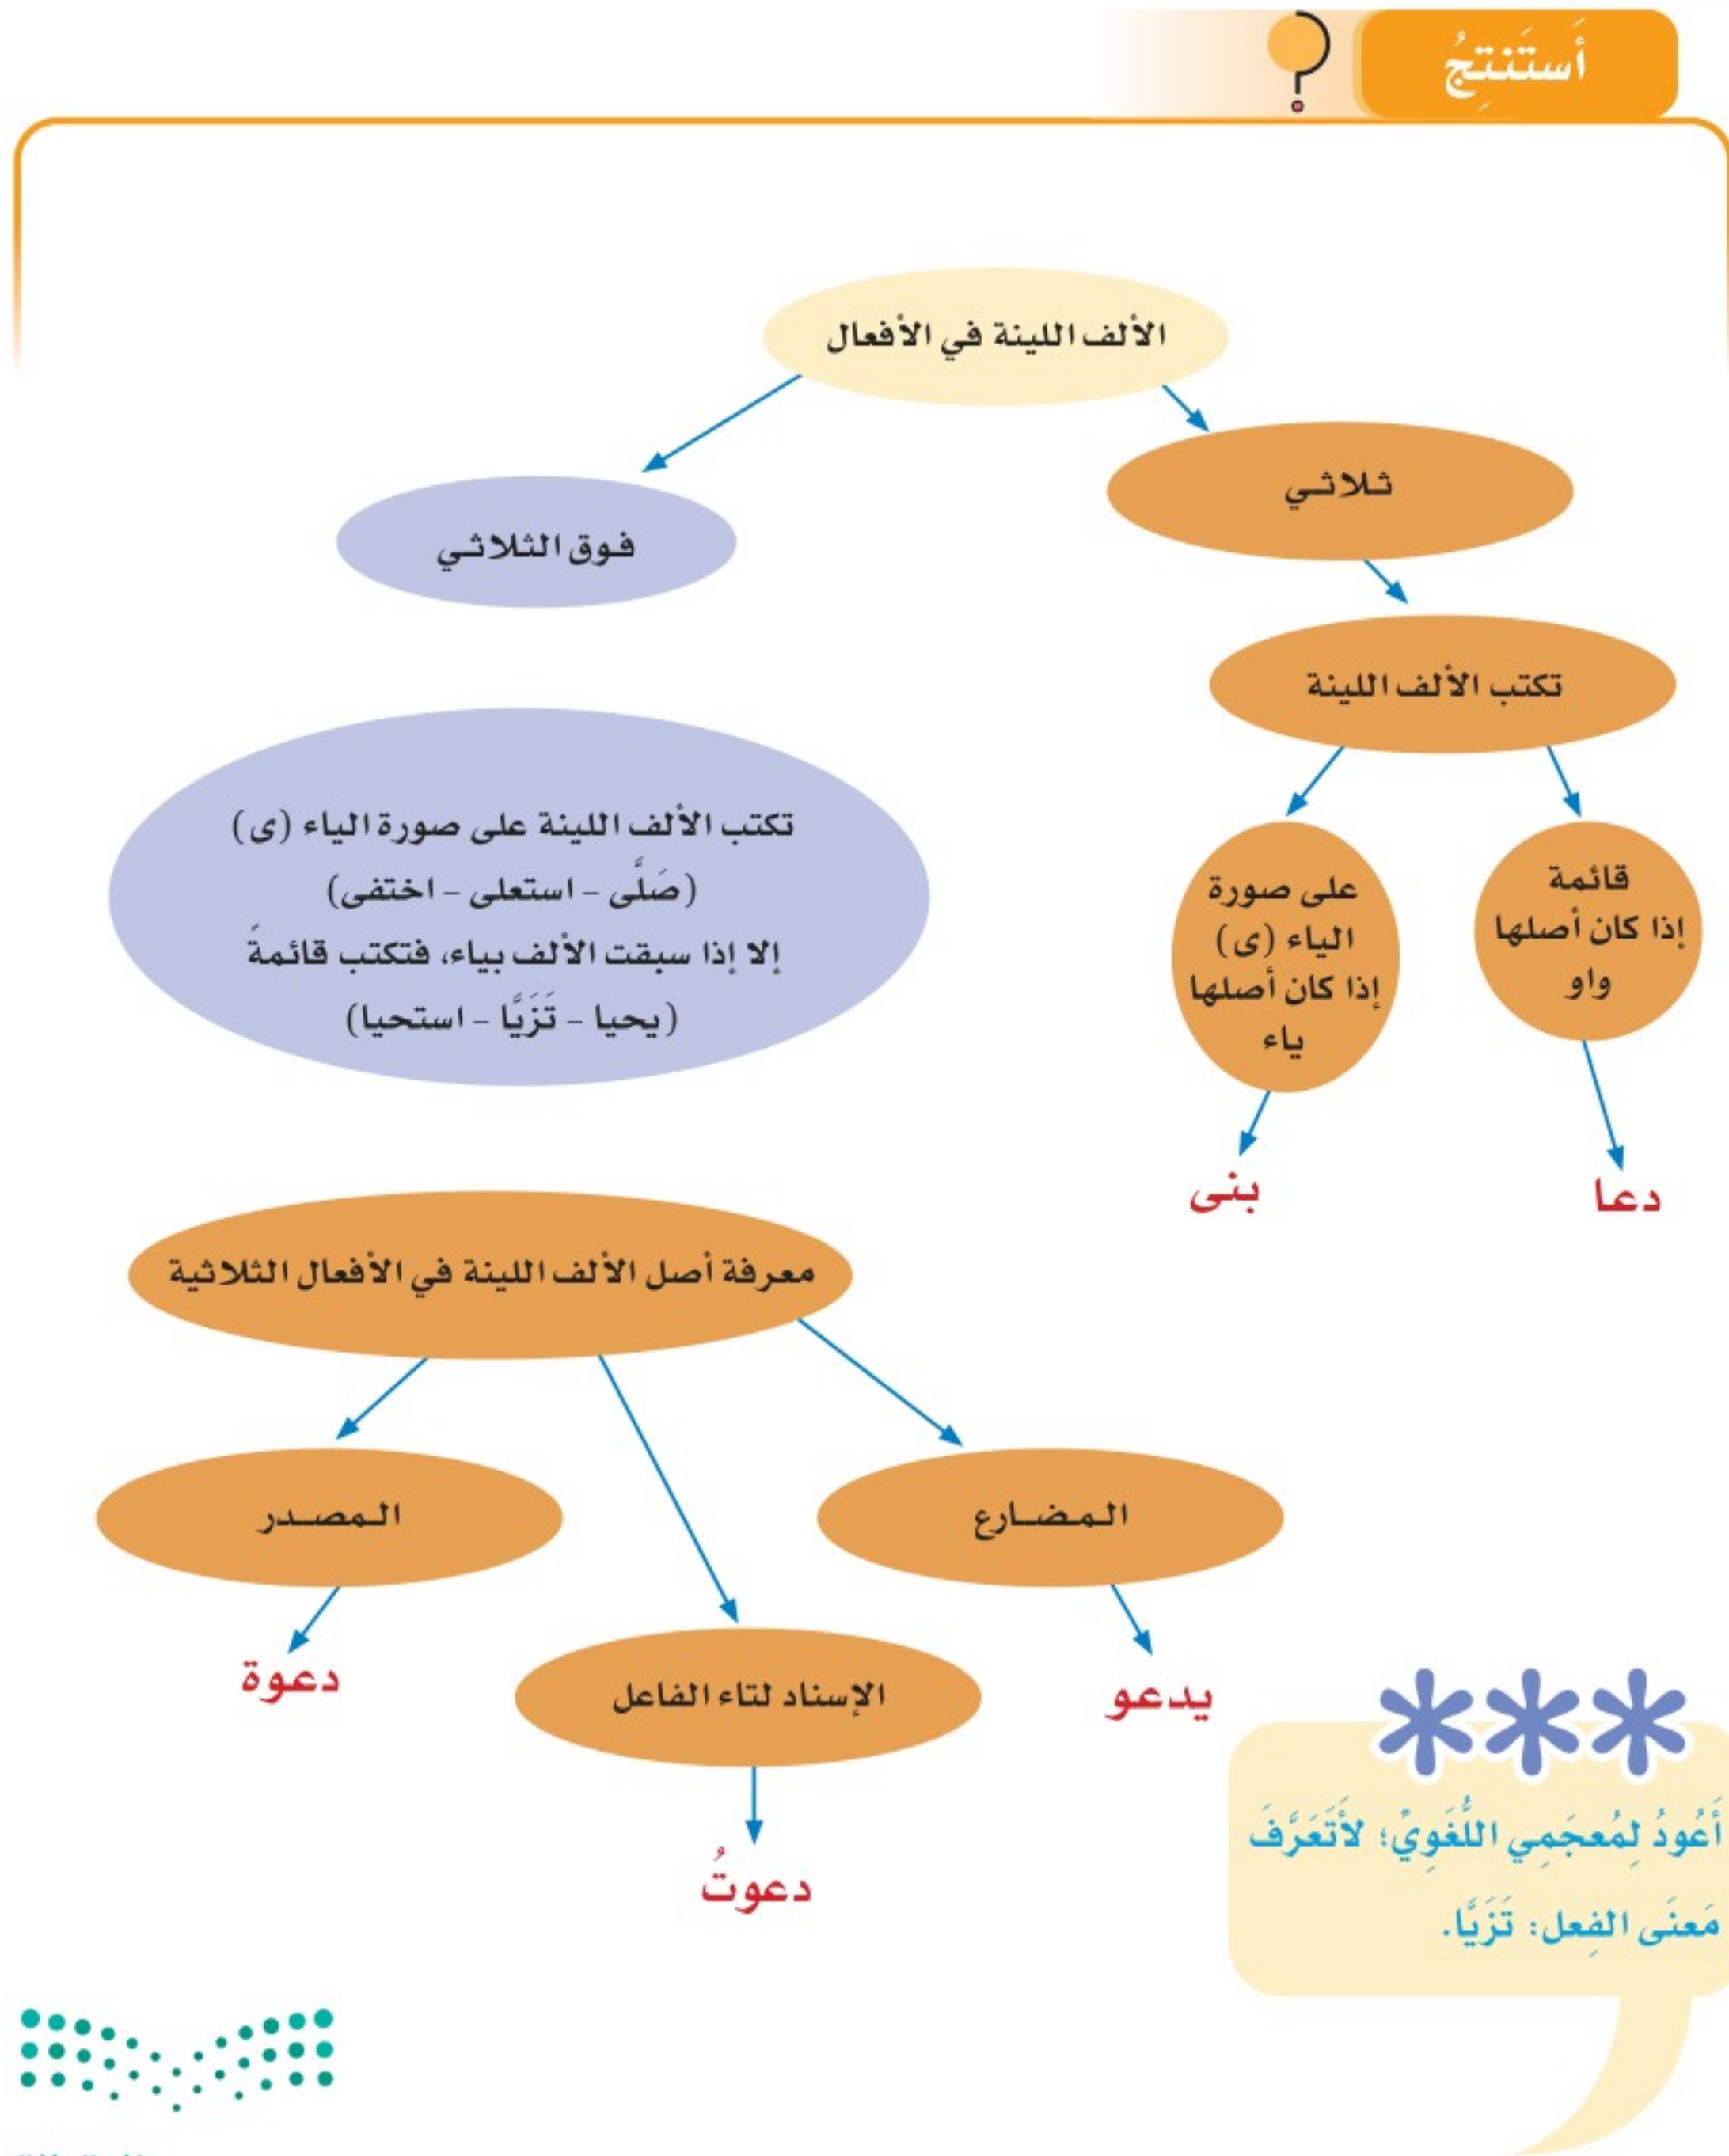 أَستَنتِجُ
الألف اللينة في الأفعال
ثلاثي
فوق الثلاثي
تكتب الألف اللينة
قائمة
إذا كان أصلها
واو
على صورة
الياء (ى)
إذا كان أصلها
ياء
دعا
بنى
تكتب الألف اللينة على صورة الياء (ى)
(صَلَّى - استعلى - اختفى)
إلا إذا سبقت الألف بياء، فتكتب قائمةً
(يحيا - تَزَيَّا - استحيا)
معرفة أصل الألف اللينة في الأفعال الثلاثية
المضارع
الإسناد لتاء الفاعل
المصدر
يدعو
دعوتُ
دعوة
أَعُودُ لِمُعجَمِي اللُّغَوِيِّ؛ لأَتَعَرَّفَ
مَعنَى الفِعل: تَزَيَّا.